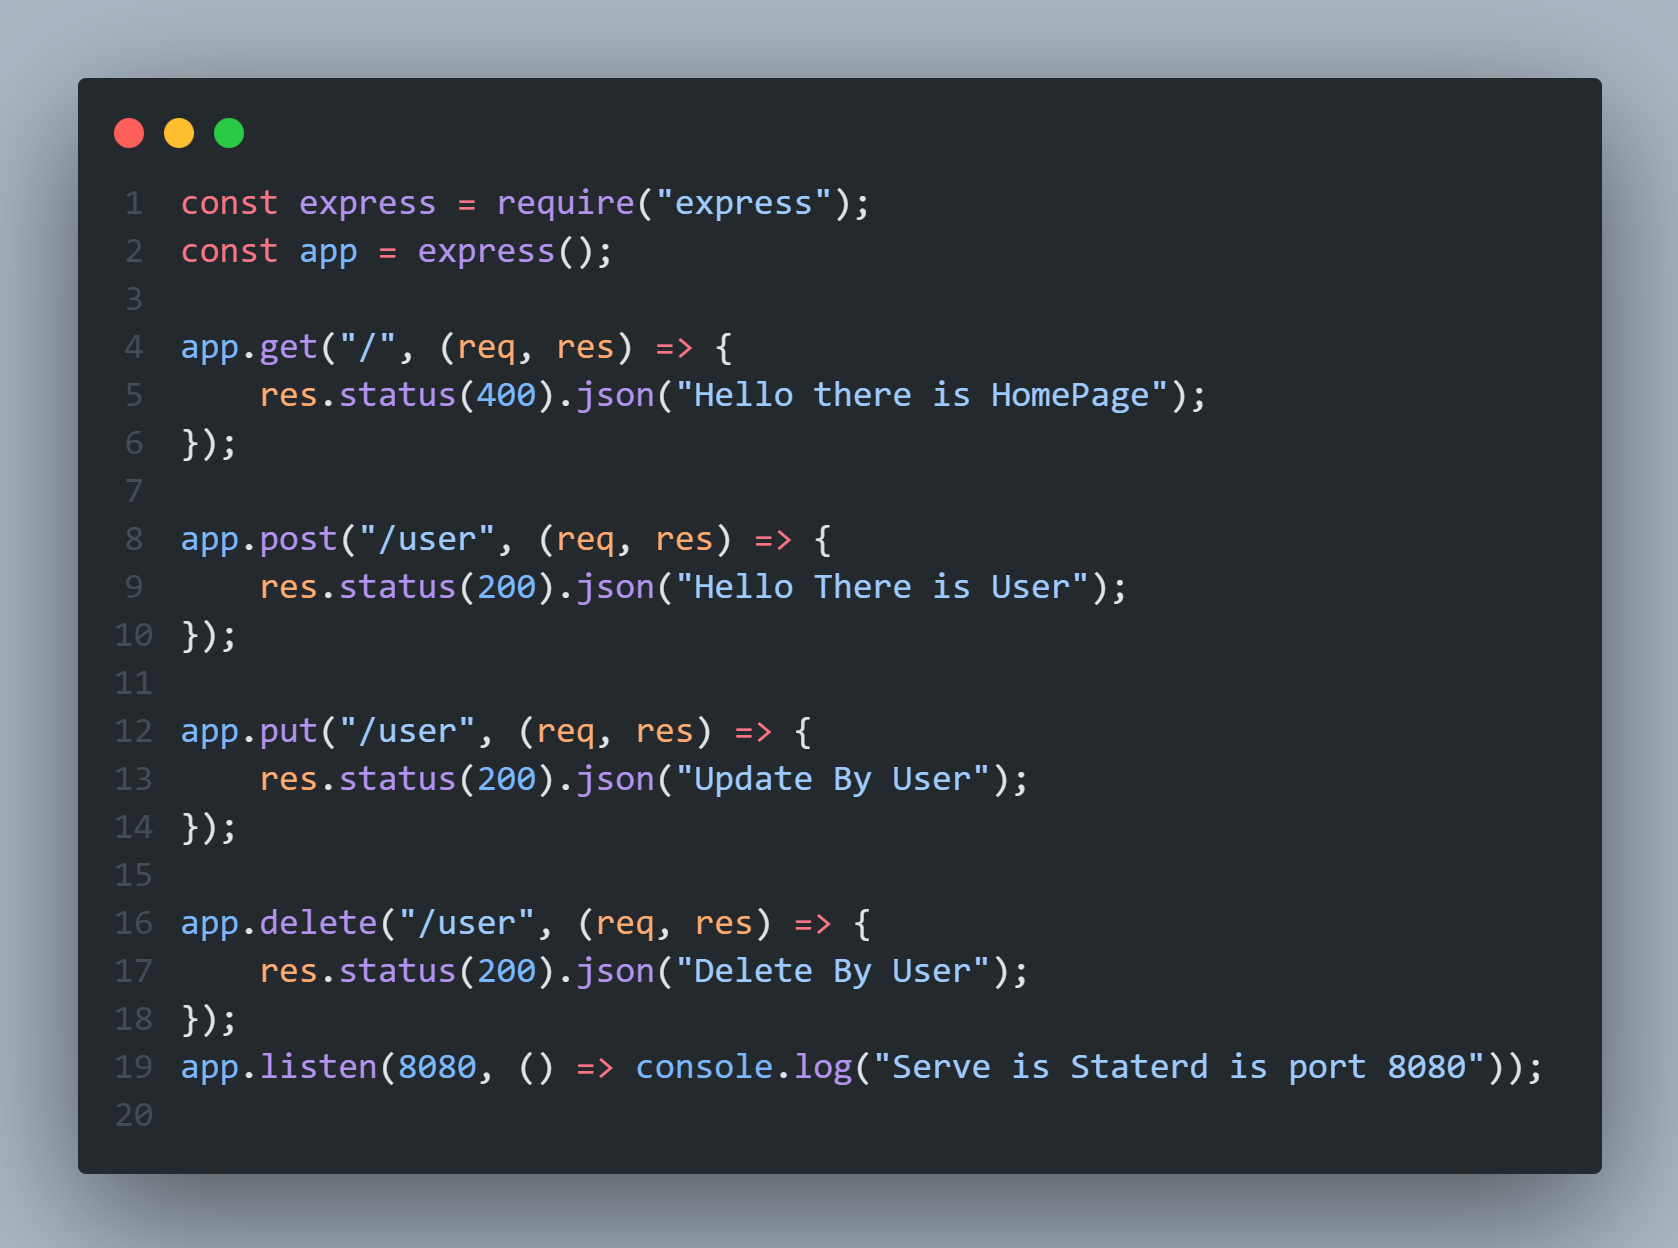 1 const express = require("express");
2 const app = express();
3
4 app.get("/", (req, res) => {
5     res.status(400).json("Hello there is HomePage");
6 });
7
8 app.post("/user", (req, res) => {
9     res.status(200).json("Hello There is User");
10 });
11
12 app.put("/user", (req, res) => {
13     res.status(200).json("Update By User");
14 });
15
16 app.delete("/user", (req, res) => {
17     res.status(200).json("Delete By User");
18 });
19 app.listen(8080, () => console.log("Serve is Staterd is port 8080"));
20